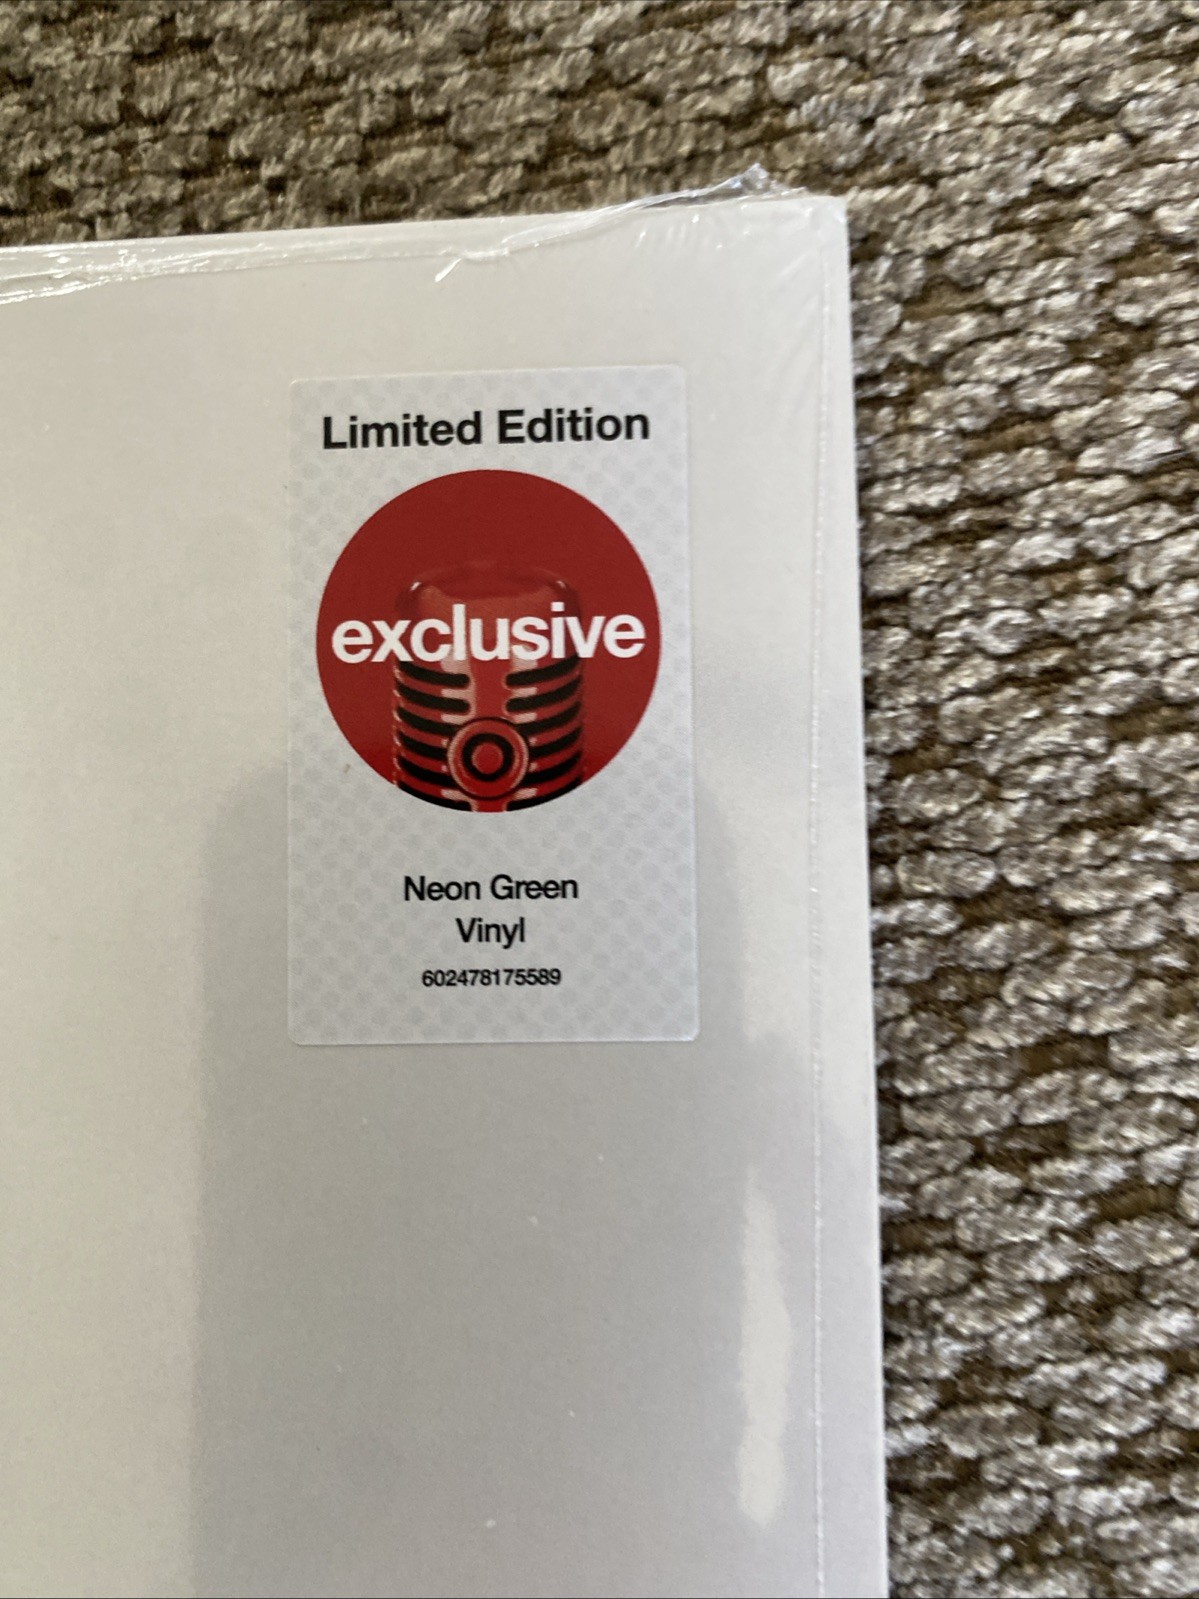 Limited Edition
exclusive
Neon Green
Vinyl
602478175589